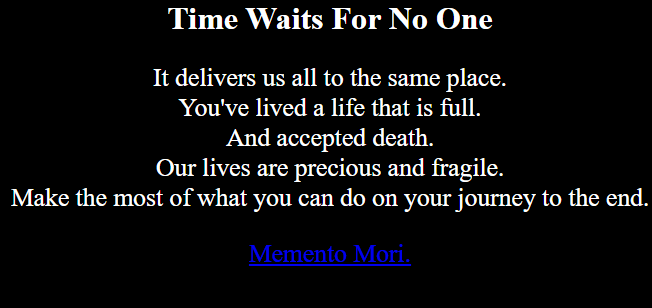 Time Waits For No One
It delivers us all to the same place.
You've lived a life that is full.
And accepted death.
Our lives are precious and fragile.
Make the most of what you can do on your journey to the end.
Memento Mori.